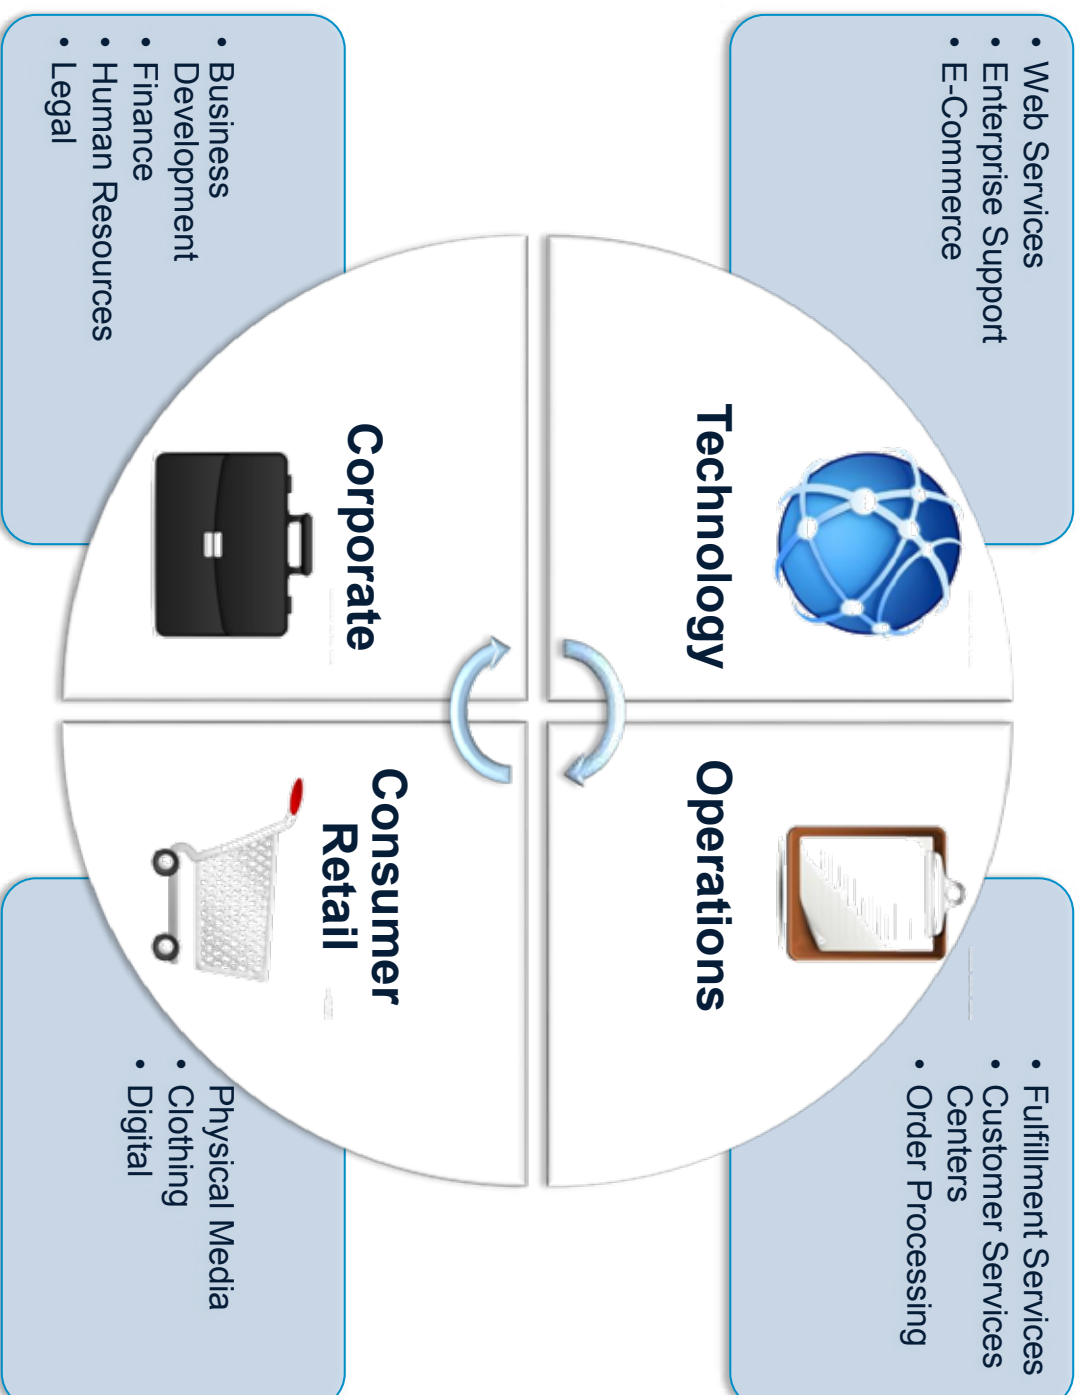 • Web Services
• Enterprise Support
• E-Commerce
Technology
• Fulfillment Services
• Customer Services
Centers
• Order Processing
Operations
• Business
Development
• Finance
• Human Resources
• Legal
Corporate
Consumer
Retail
Physical Media
• Clothing
• Digital